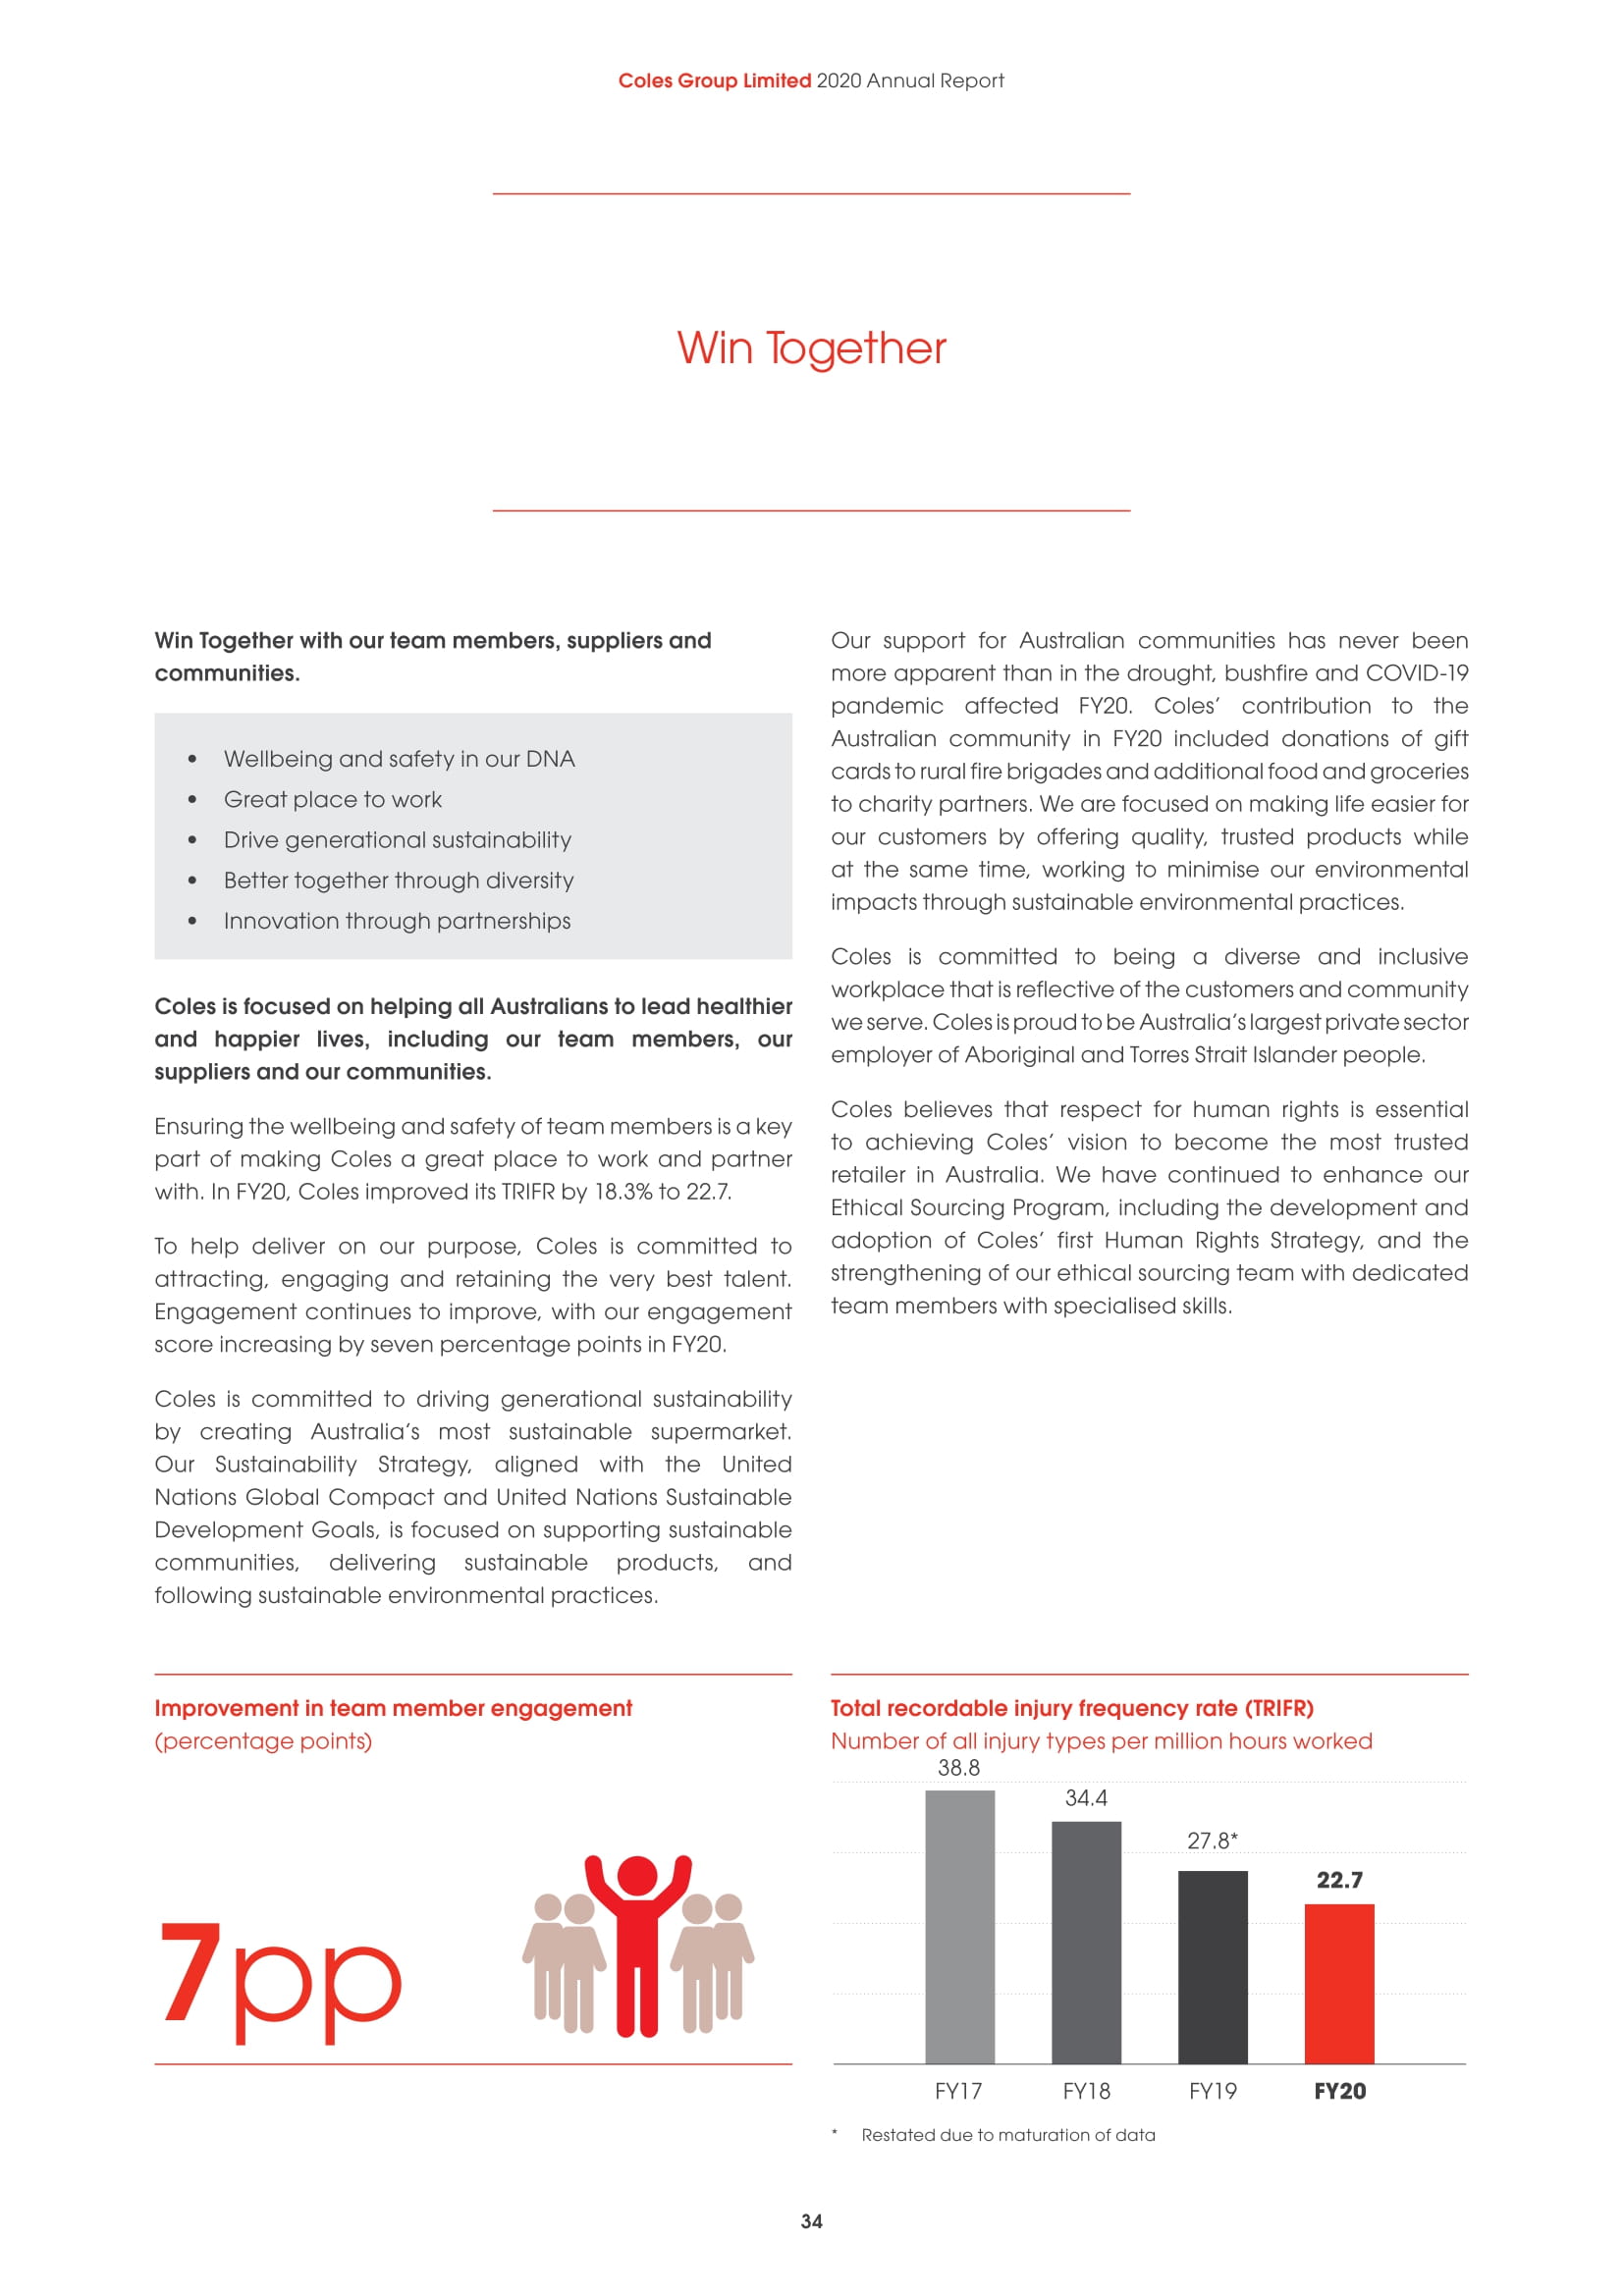 Coles Group Limited 2020 Annual Report
Win Together
Win Together with our team members, suppliers and
communities.
• Wellbeing and safety in our DNA
• Great place to work
• Drive generational sustainability
• Better together through diversity
• Innovation through partnerships
Coles is focused on helping all Australians to lead healthier
and happier lives, including our team members, our
suppliers and our communities.
Ensuring the wellbeing and safety of team members is a key
part of making Coles a great place to work and partner
with. In FY20, Coles improved its TRIFR by 18.3% to 22.7.
To help deliver on our purpose, Coles is committed to
attracting, engaging and retaining the very best talent.
Engagement continues to improve, with our engagement
score increasing by seven percentage points in FY20.
Coles is committed to driving generational sustainability
by creating Australia’s most sustainable supermarket.
Our Sustainability Strategy, aligned with the United
Nations Global Compact and United Nations Sustainable
Development Goals, is focused on supporting sustainable
communities, delivering sustainable products, and
following sustainable environmental practices.
Our support for Australian communities has never been
more apparent than in the drought, bushfire and COVID-19
pandemic affected FY20. Coles’ contribution to the
Australian community in FY20 included donations of gift
cards to rural fire brigades and additional food and groceries
to charity partners. We are focused on making life easier for
our customers by offering quality, trusted products while
at the same time, working to minimise our environmental
impacts through sustainable environmental practices.
Coles is committed to being a diverse and inclusive
workplace that is reflective of the customers and community
we serve. Coles is proud to be Australia’s largest private sector
employer of Aboriginal and Torres Strait Islander people.
Coles believes that respect for human rights is essential
to achieving Coles’ vision to become the most trusted
retailer in Australia. We have continued to enhance our
Ethical Sourcing Program, including the development and
adoption of Coles’ first Human Rights Strategy, and the
strengthening of our ethical sourcing team with dedicated
team members with specialised skills.
Improvement in team member engagement
(percentage points)
7pp
Total recordable injury frequency rate (TRIFR)
Number of all injury types per million hours worked
38.8
34.4
27.8*
22.7
FY17 FY18 FY19 FY20
* Restated due to maturation of data
34